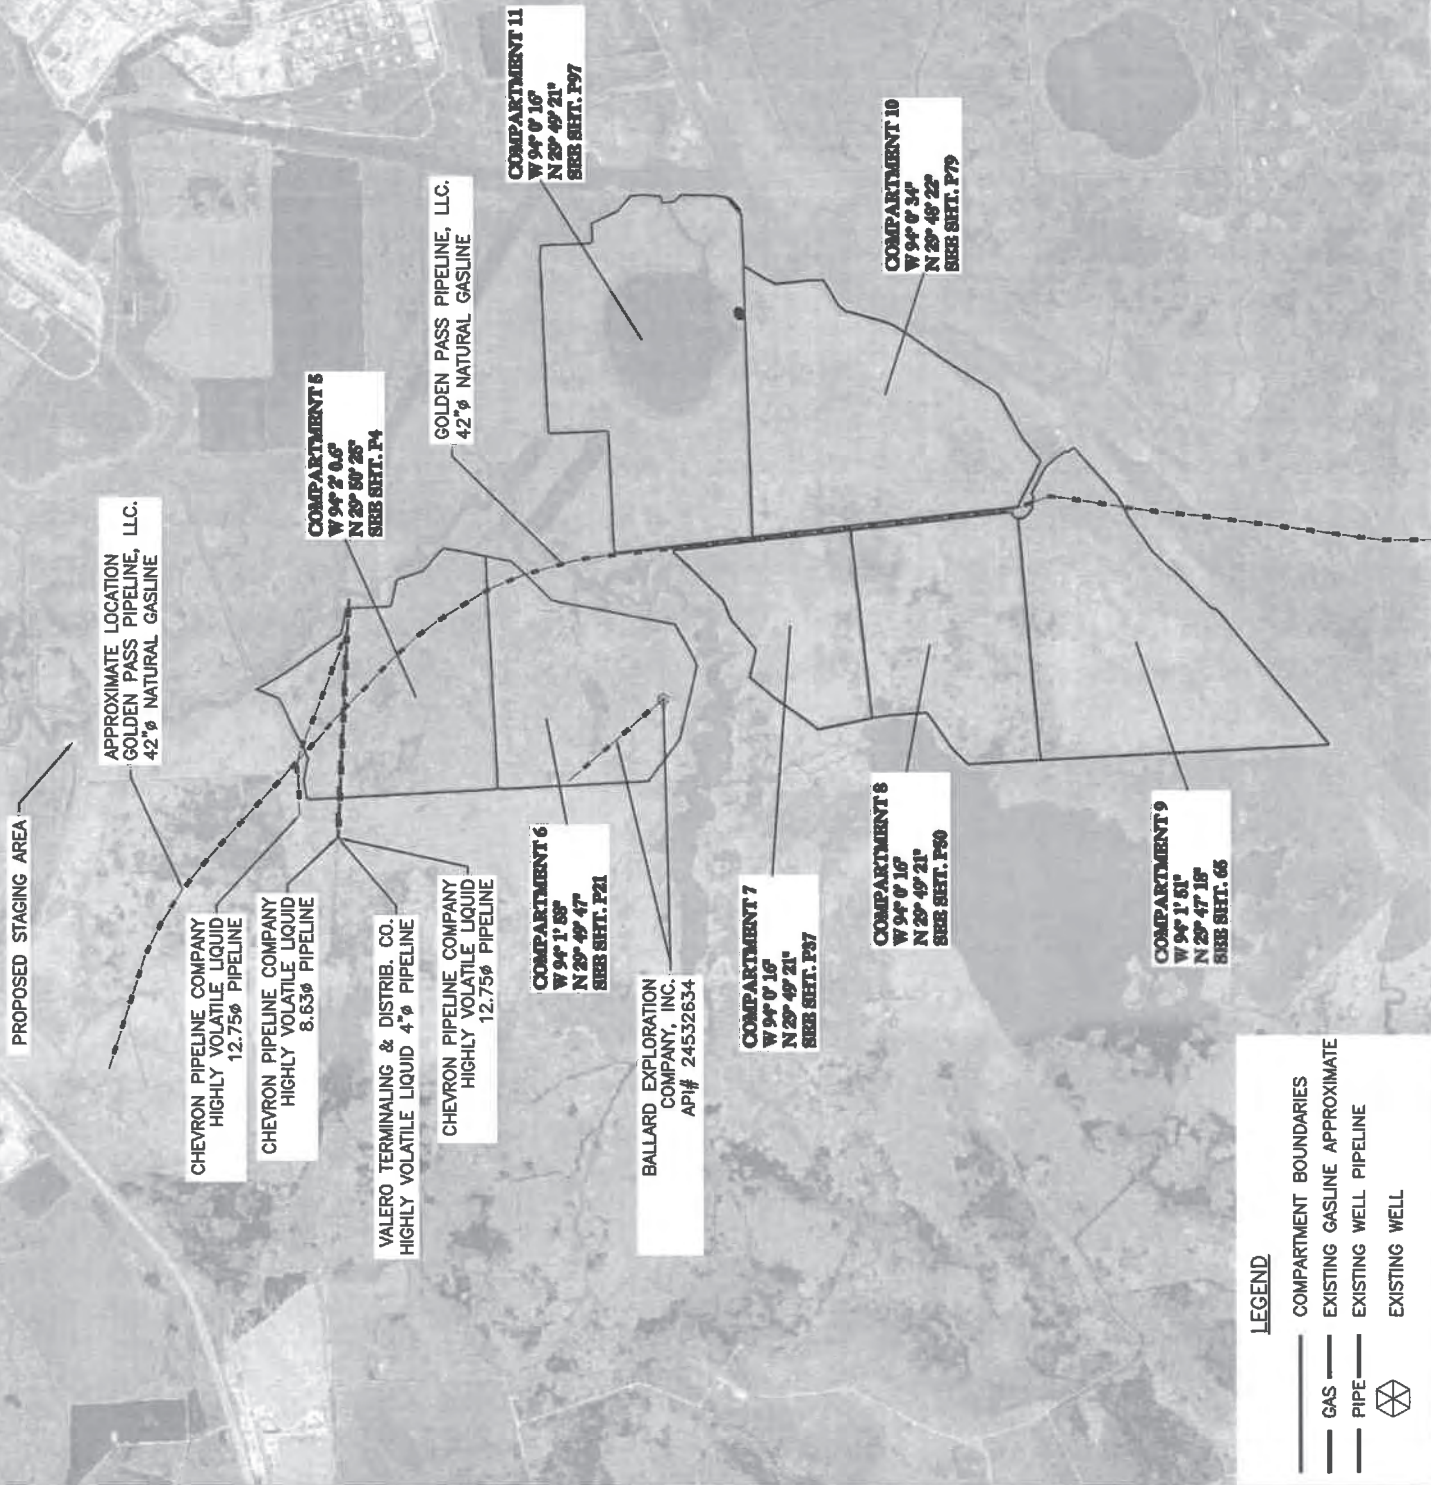 PROPOSED STAGING AREA
APPROXIMATE LOCATION
GOLDEN PASS PIPELINE, LLC.
42"ø NATURAL GASLINE
CHEVRON PIPELINE COMPANY
HIGHLY VOLATILE LIQUID
12.75ø PIPELINE
CHEVRON PIPELINE COMPANY
HIGHLY VOLATILE LIQUID
8.63ø PIPELINE
VALERO TERMINALING & DISTRIB. CO.
HIGHLY VOLATILE LIQUID 4"ø PIPELINE
CHEVRON PIPELINE COMPANY
HIGHLY VOLATILE LIQUID
12.75ø PIPELINE
COMPARTMENT 5
W 94° 2' 0.6"
N 29° 50' 25"
SEE SHT. P4
GOLDEN PASS PIPELINE, LLC.
42"ø NATURAL GASLINE
COMPARTMENT 11
W 94° 0' 16"
N 29° 49' 21"
SEE SHT. P97
COMPARTMENT 6
W 94° 1' 58"
N 29° 49' 47"
SEE SHT. P21
BALLARD EXPLORATION
COMPANY, INC.
API# 24532634
COMPARTMENT 7
W 94° 0' 16"
N 29° 49' 21"
SEE SHT. P37
COMPARTMENT 8
W 94° 0' 16"
N 29° 49' 21"
SEE SHT. P50
COMPARTMENT 10
W 94° 0' 34"
N 29° 48' 22"
SEE SHT. P79
COMPARTMENT 9
W 94° 1' 51"
N 29° 47' 18"
SEE SHT. 65
LEGEND
COMPARTMENT BOUNDARIES
GAS EXISTING GASLINE APPROXIMATE
PIPE EXISTING WELL PIPELINE
EXISTING WELL